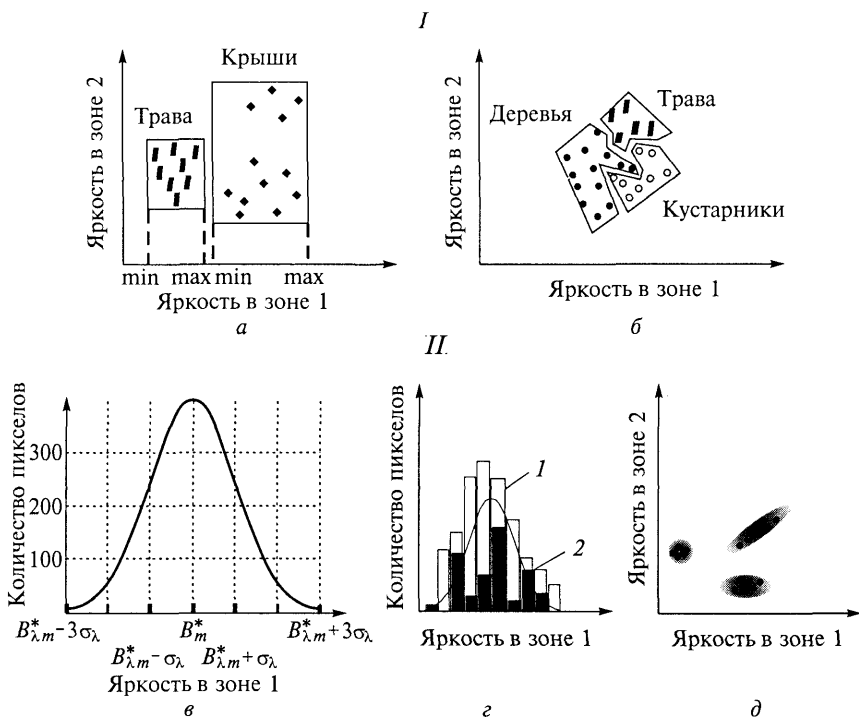 I
Крыши
Трава
Яркость в зоне 2
min max min max
Яркость в зоне 1
а
Деревья
Трава
Кустарники
Яркость в зоне 2
Яркость в зоне 1
б
II.
Количество пикселов
300
200
100
B*λm−3σλ B*m B*λm+3σλ
B*λm−σλ B*λm+σλ
Яркость в зоне 1
в
Количество пикселов
1
2
Яркость в зоне 1
г
Яркость в зоне 2
Яркость в зоне 1
д